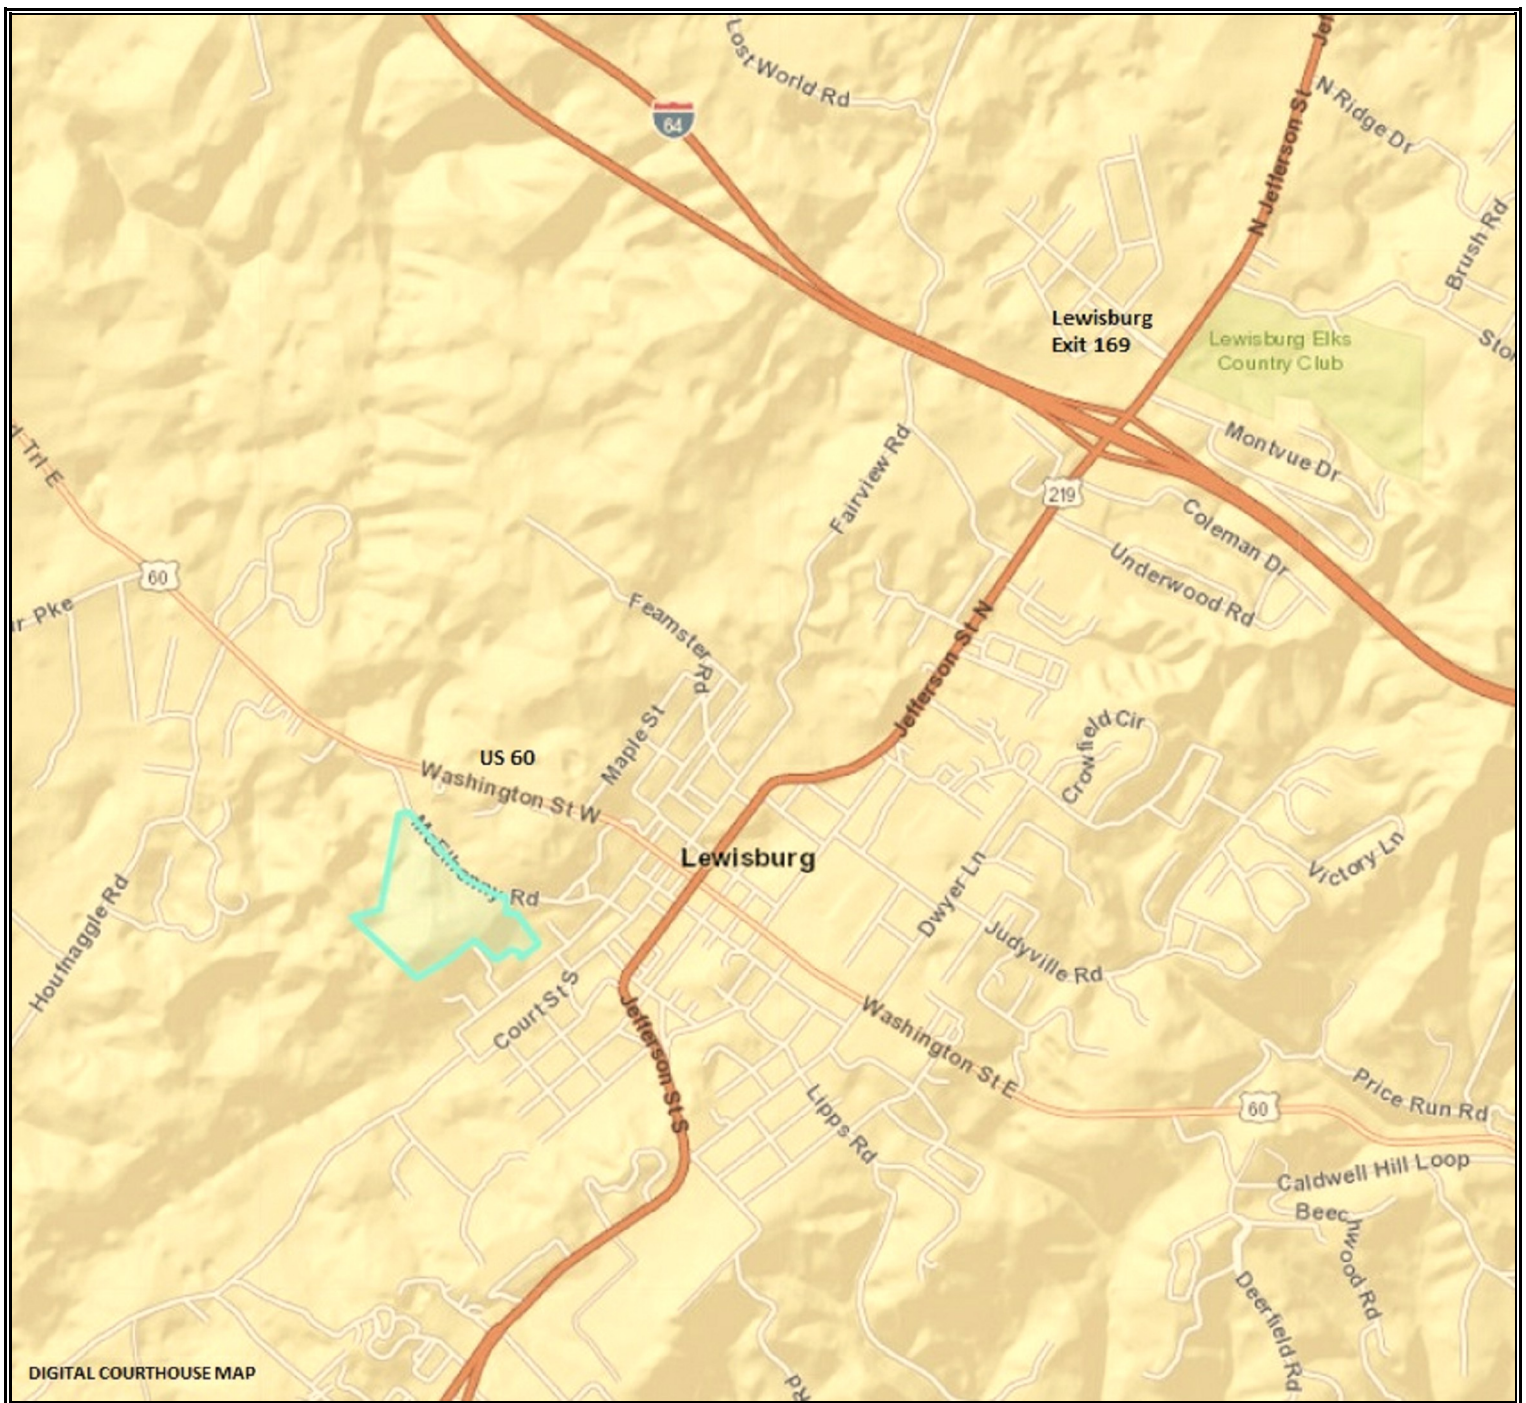 Jef
Lost World Rd
N Ridge Dr
64
N Jefferson St
Brush Rd
Lewisburg
Exit 169
Lewisburg Elks
Country Club
Trl E
Montvue Dr
Fairview Rd
219
Coleman Dr
Underwood Rd
60
Pke
Feamster Rd
Jefferson St N
Maple St
Crowfield Cir
US 60
Washington St W
McElhenny Rd
Lewisburg
Victory Ln
Dwyer Ln
Houfnaggle Rd
Judyville Rd
Court St S
Jefferson St S
Washington St E
Lipps Rd
60
Price Run Rd
Caldwell Hill Loop
Beechwood Rd
Deerfield Rd
Rd
DIGITAL COURTHOUSE MAP